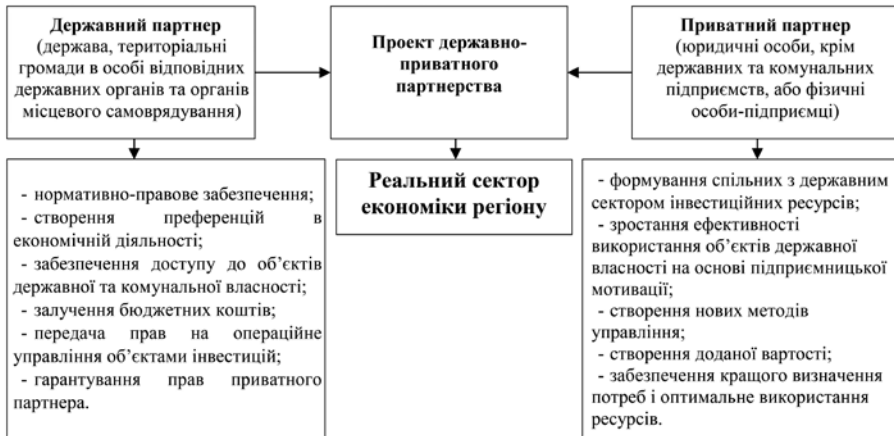 Державний партнер
(держава, територіальні
громади в особі відповідних
державних органів та органів
місцевого самоврядування)
Проект державно-
приватного
партнерства
Приватний партнер
(юридичні особи, крім
державних та комунальних
підприємств, або фізичні
особи-підприємці)
- нормативно-правове забезпечення;
- створення преференцій в
економічній діяльності;
- забезпечення доступу до об’єктів
державної та комунальної власності;
- залучення бюджетних коштів;
- передача прав на операційне
управління об’єктами інвестицій;
- гарантування прав приватного
партнера.
Реальний сектор
економіки регіону
- формування спільних з державним
сектором інвестиційних ресурсів;
- зростання ефективності
використання об’єктів державної
власності на основі підприємницької
мотивації;
- створення нових методів
управління;
- створення доданої вартості;
- забезпечення кращого визначення
потреб і оптимальне використання
ресурсів.